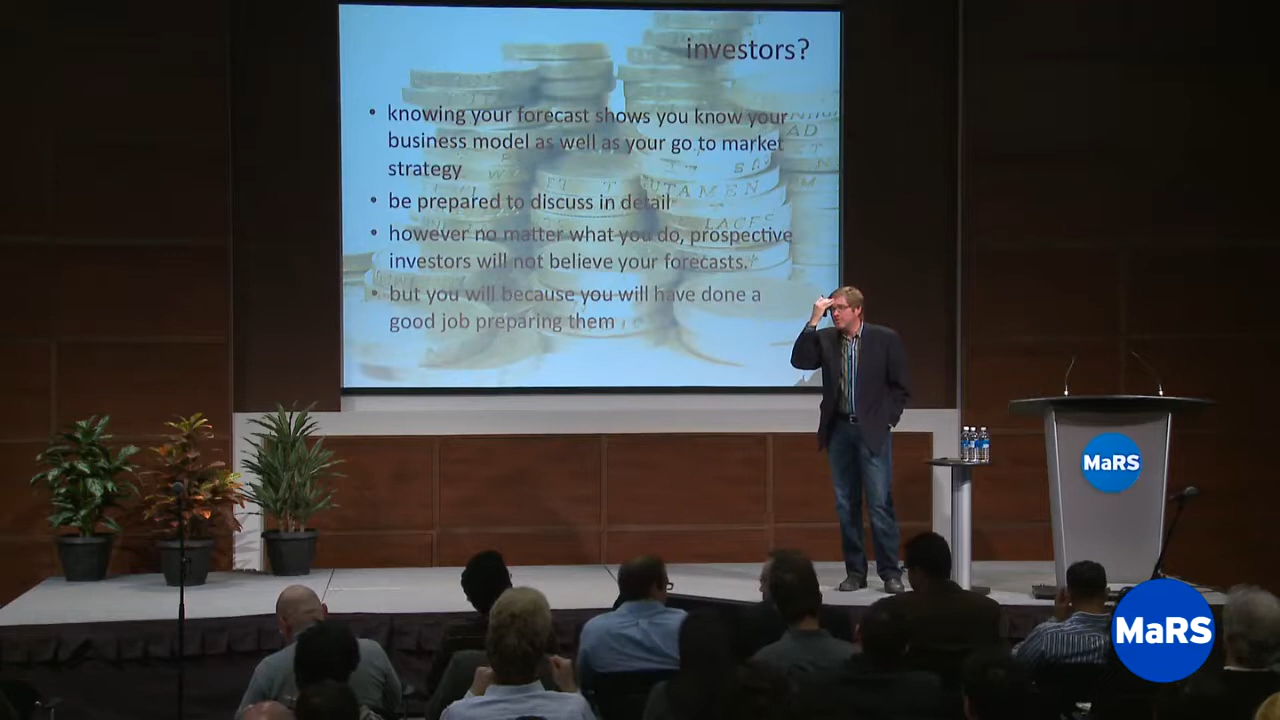 investors?
• knowing your forecast shows you know your
business model as well as your go to market
strategy
• be prepared to discuss in detail
• however no matter what you do, prospective
investors will not believe your forecasts.
• but you will because you will have done a
good job preparing them
MaRS
MaRS